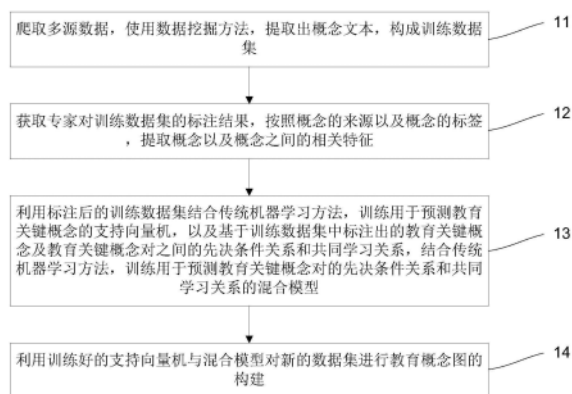 爬取多源数据，使用数据挖掘方法，提取出概念文本，构成训练数据
集
11
获取专家对训练数据集的标注结果，按照概念的来源以及概念的标签
，提取概念以及概念之间的相关特征
12
利用标注后的训练数据集结合传统机器学习方法，训练用于预测教育
关键概念的支持向量机，以及基于训练数据集中标注出的教育关键概
念及教育关键概念对之间的先决条件关系和共同学习关系，结合传统
机器学习方法，训练用于预测教育关键概念对的先决条件关系和共同
学习关系的混合模型
13
利用训练好的支持向量机与混合模型对新的数据集进行教育概念图的
构建
14